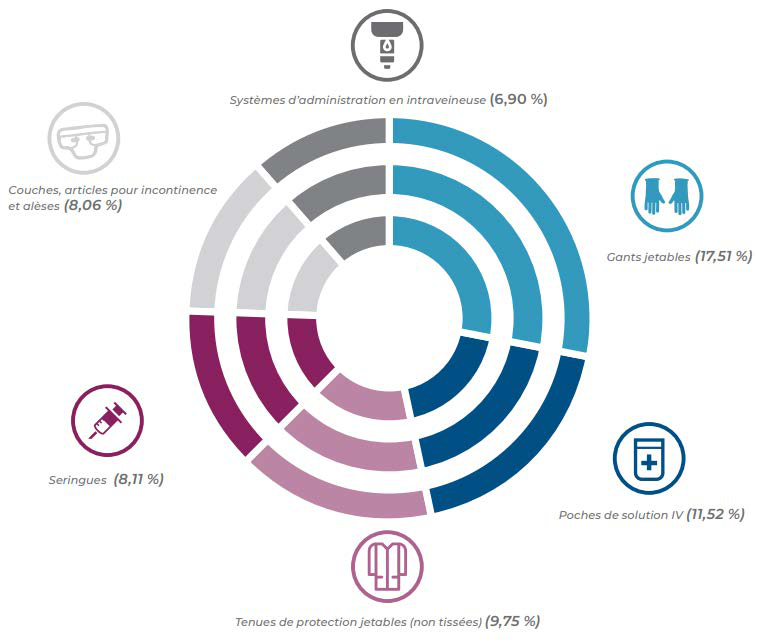 Systèmes d'administration en intraveineuse (6,90 %)
Couches, articles pour incontinence
et alèses (8,06 %)
Gants jetables (17,51 %)
Seringues (8,11 %)
Poches de solution IV (11,52 %)
Tenues de protection jetables (non tissées) (9,75 %)